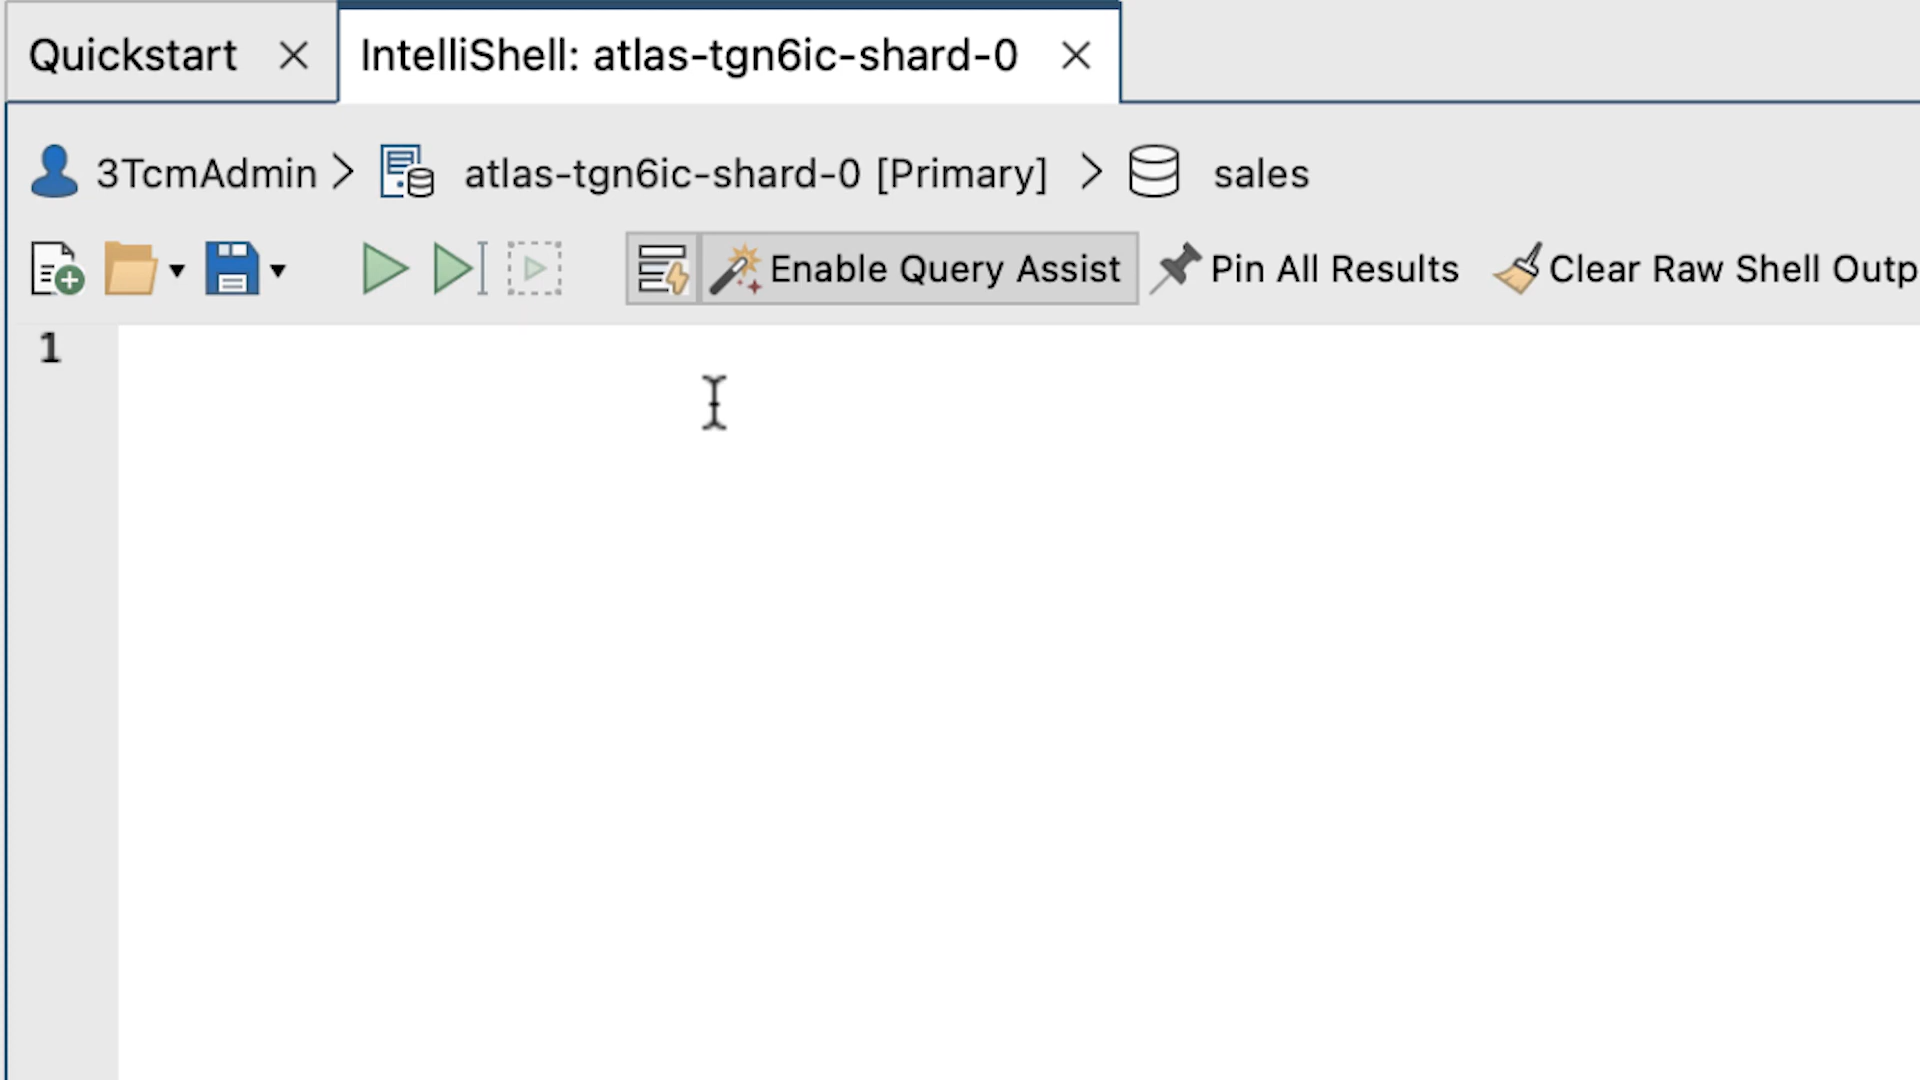 Quickstart
IntelliShell: atlas-tgn6ic-shard-0
3TcmAdmin > atlas-tgn6ic-shard-0 [Primary] > sales
Enable Query Assist Pin All Results Clear Raw Shell Outp
1